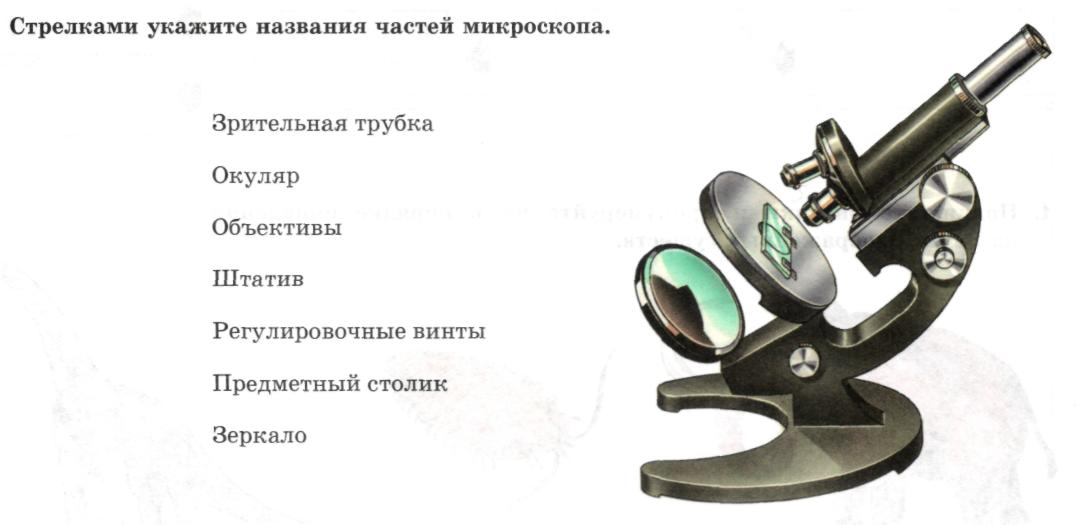 Стрелками укажите названия частей микроскопа.
Зрительная трубка
Окуляр
Объективы
Штатив
Регулировочные винты
Предметный столик
Зеркало